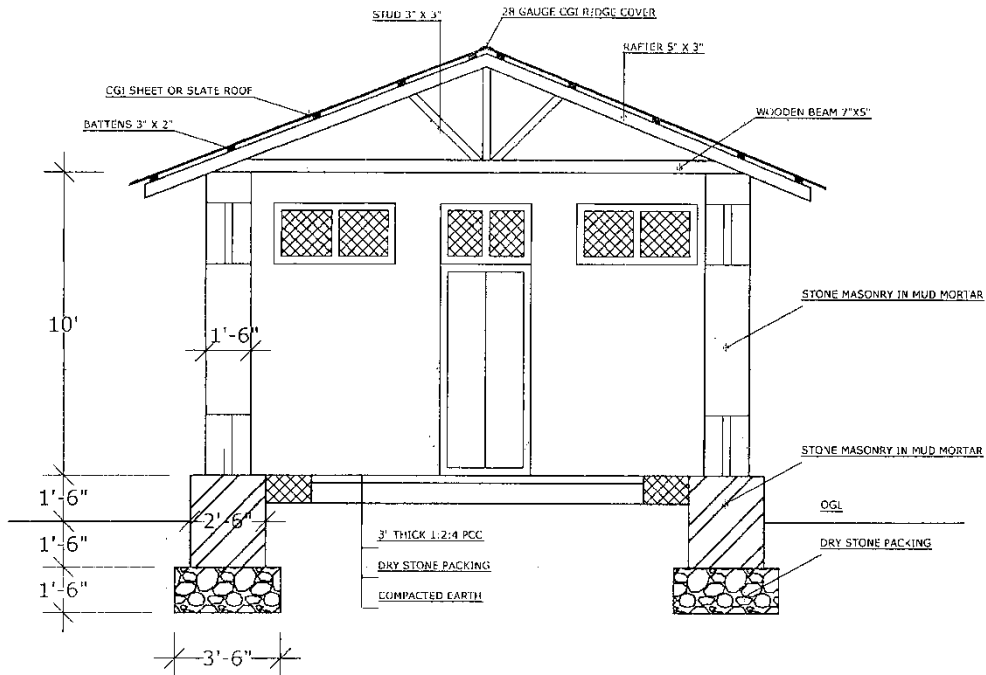 STUD 3" X 3"
28 GAUGE CGI RIDGE COVER
RAFTER 5" X 3"
CGI SHEET OR SLATE ROOF
WOODEN BEAM 7"X5"
BATTENS 3" X 2"
10'
1'-6"
STONE MASONRY IN MUD MORTAR
STONE MASONRY IN MUD MORTAR
1'-6"
2'-6"
OGL
1'-6"
3' THICK 1:2:4 PCC
DRY STONE PACKING
DRY STONE PACKING
1'-6"
COMPACTED EARTH
3'-6"